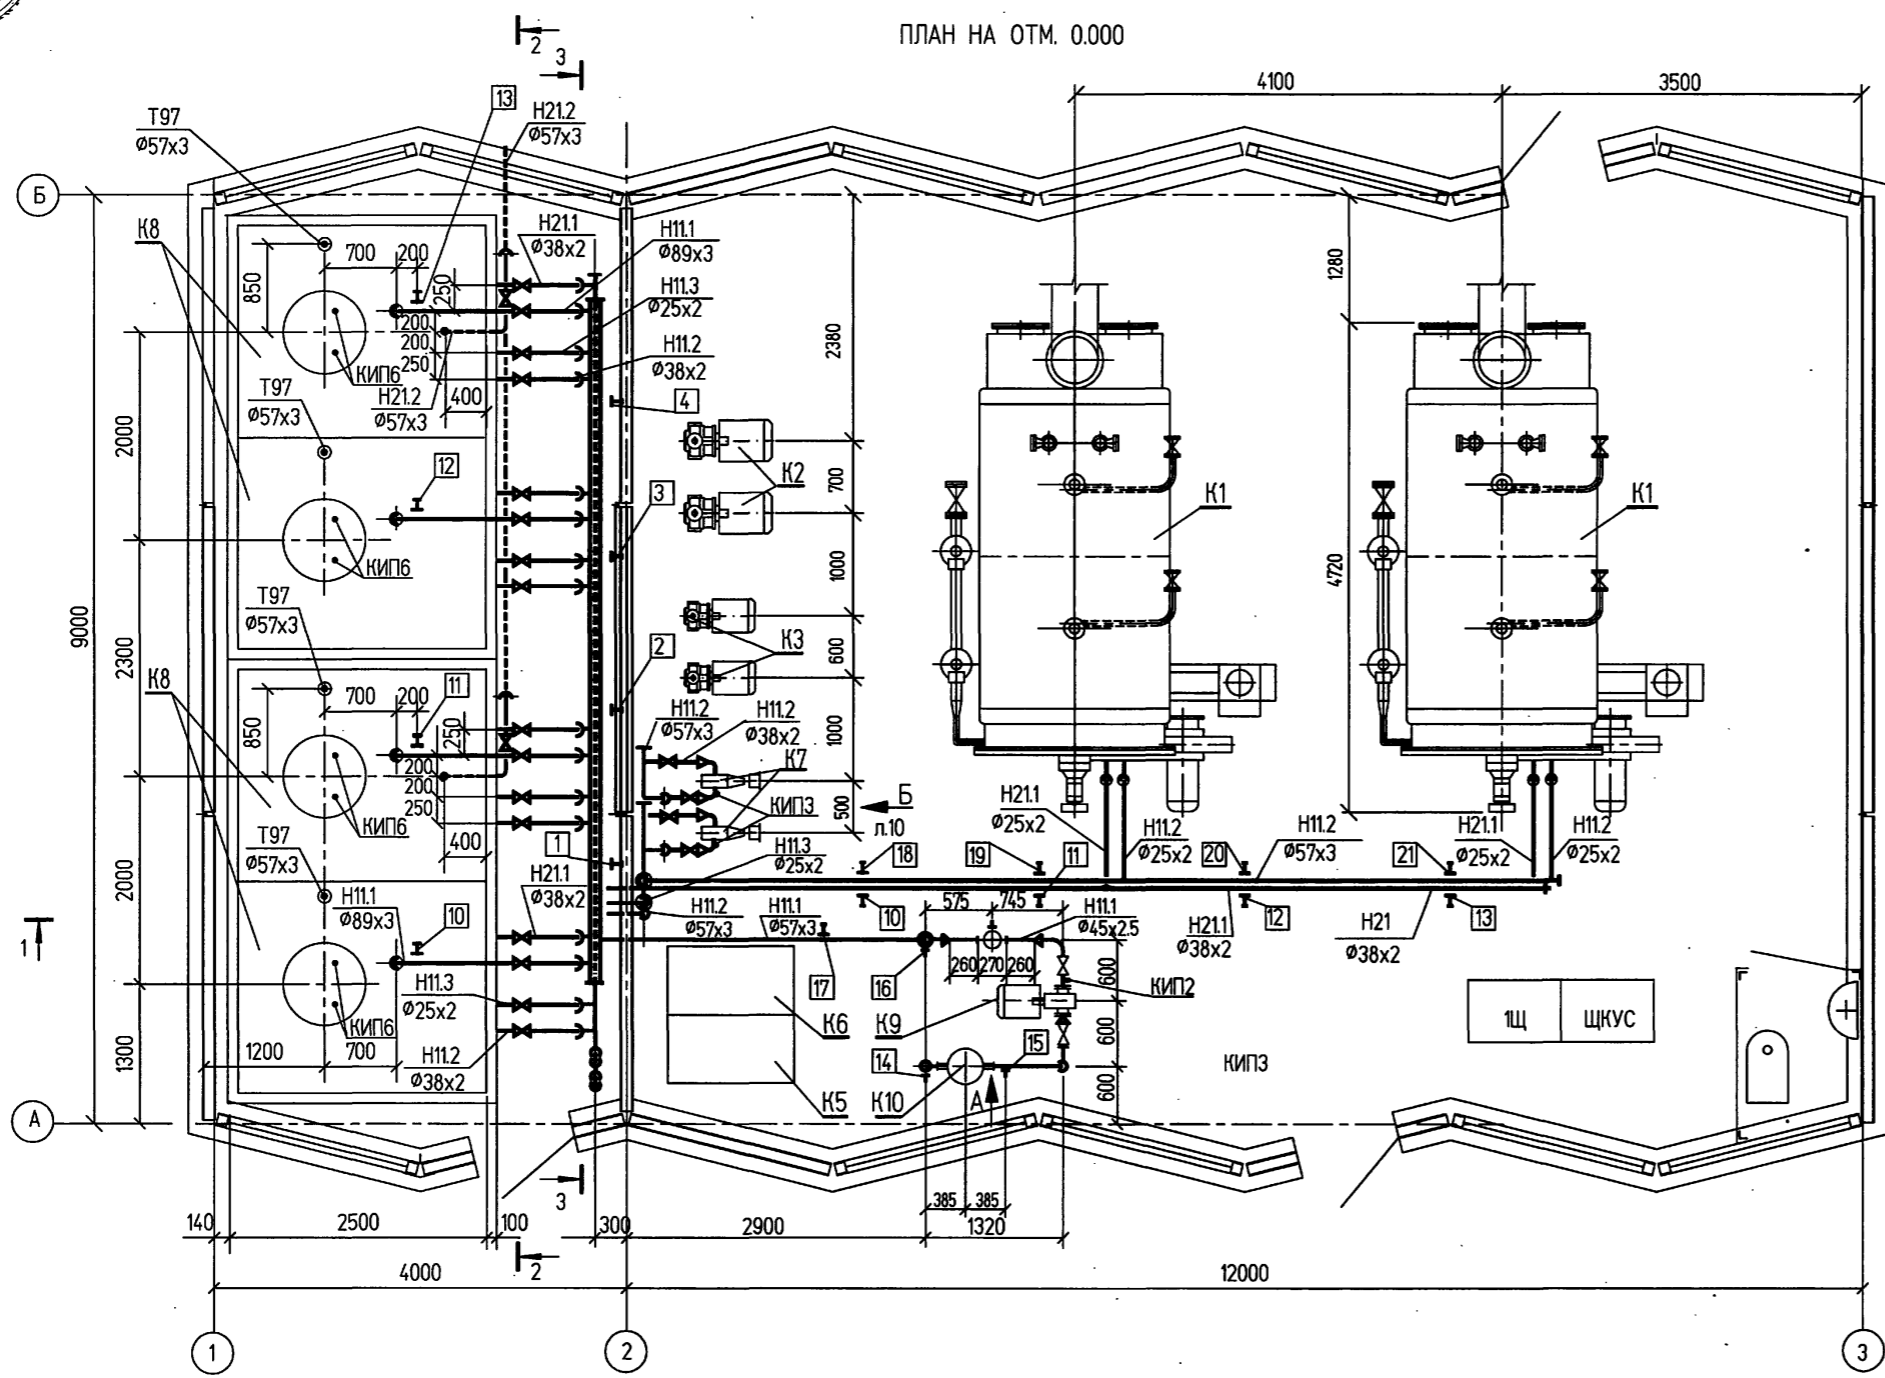 ПЛАН НА ОТМ. 0.000
2
3
4100
3500
13
Т97
Ø57х3
Н21.2
Ø57х3
Б
К8
850
700
200
250
Н21.1
Ø38х2
Н11.1
Ø89х3
Н11.3
Ø25х2
Н11.2
Ø38х2
200
200
250
КИП6
Н21.2
Ø57х3
400
4
2380
1280
Т97
Ø57х3
2000
12
К2
700
3
К1
К1
КИП6
1000
4720
Т97
Ø57х3
9000
2300
К3
600
2
К8
850
700
200
11
250
Н11.2
Ø57х3
Н11.2
Ø38х2
1000
К7
200
200
250
КИП6
КИП3
500
Б
л.10
400
Т97
Ø57х3
2000
1
Н11.3
Ø25х2
Н21.1
Ø25х2
Н11.2
Ø25х2
Н11.2
Ø57х3
Н21.1
Ø25х2
Н11.2
Ø25х2
18
19
11
20
21
Н21.1
Ø38х2
Н11.1
Ø89х3
10
Н11.2
Ø57х3
Н11.1
Ø57х3
10
575
745
Н11.1
Ø45х2.5
12
13
Н21.1
Ø38х2
Н21
Ø38х2
1
260
270
260
600
17
16
КИП2
Н11.3
Ø25х2
КИП6
К6
К9
600
1Щ
ЩКУС
1300
1200
700
Н11.2
Ø38х2
14
15
КИП3
600
К5
К10
А
А
3
385
385
140
2500
100
300
2900
1320
2
4000
12000
1
2
3